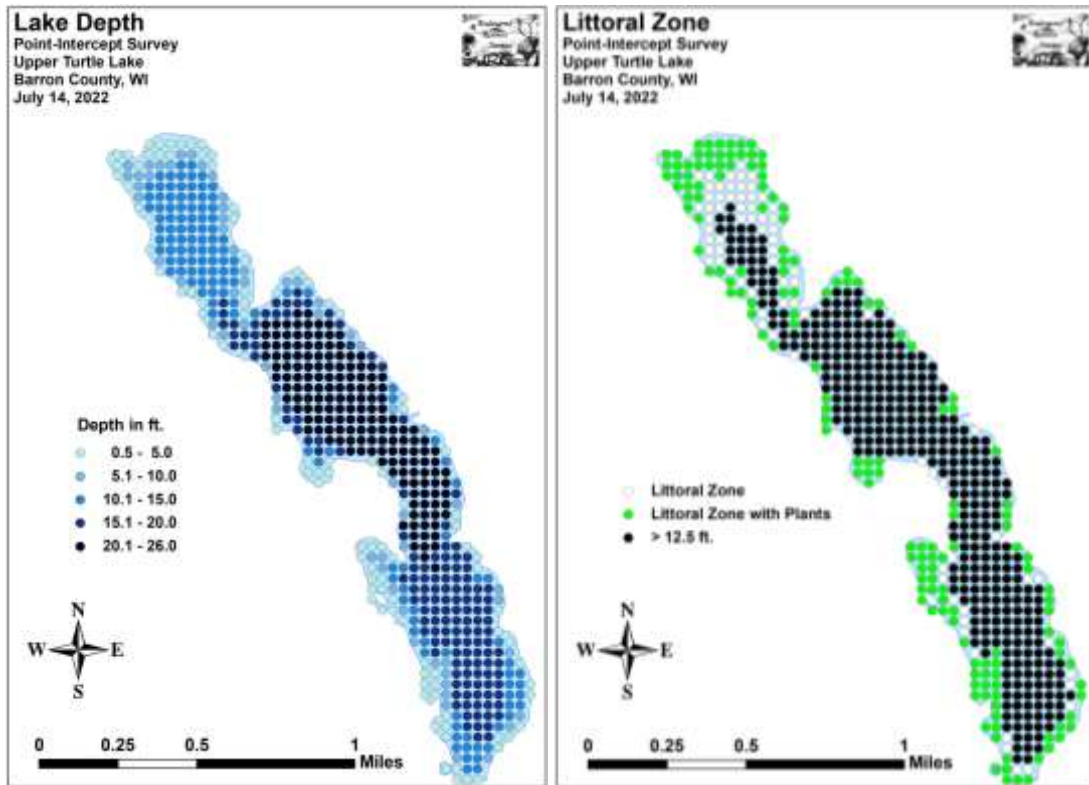 Lake Depth
Point-Intercept Survey
Upper Turtle Lake
Barron County, WI
July 14, 2022
Depth in ft.
0.5 - 5.0
5.1 - 10.0
10.1 - 15.0
15.1 - 20.0
20.1 - 26.0
N
W E
S
0 0.25 0.5 1
Miles
Littoral Zone
Point-Intercept Survey
Upper Turtle Lake
Barron County, WI
July 14, 2022
Littoral Zone
Littoral Zone with Plants
> 12.5 ft.
N
W E
S
0 0.25 0.5 1
Miles